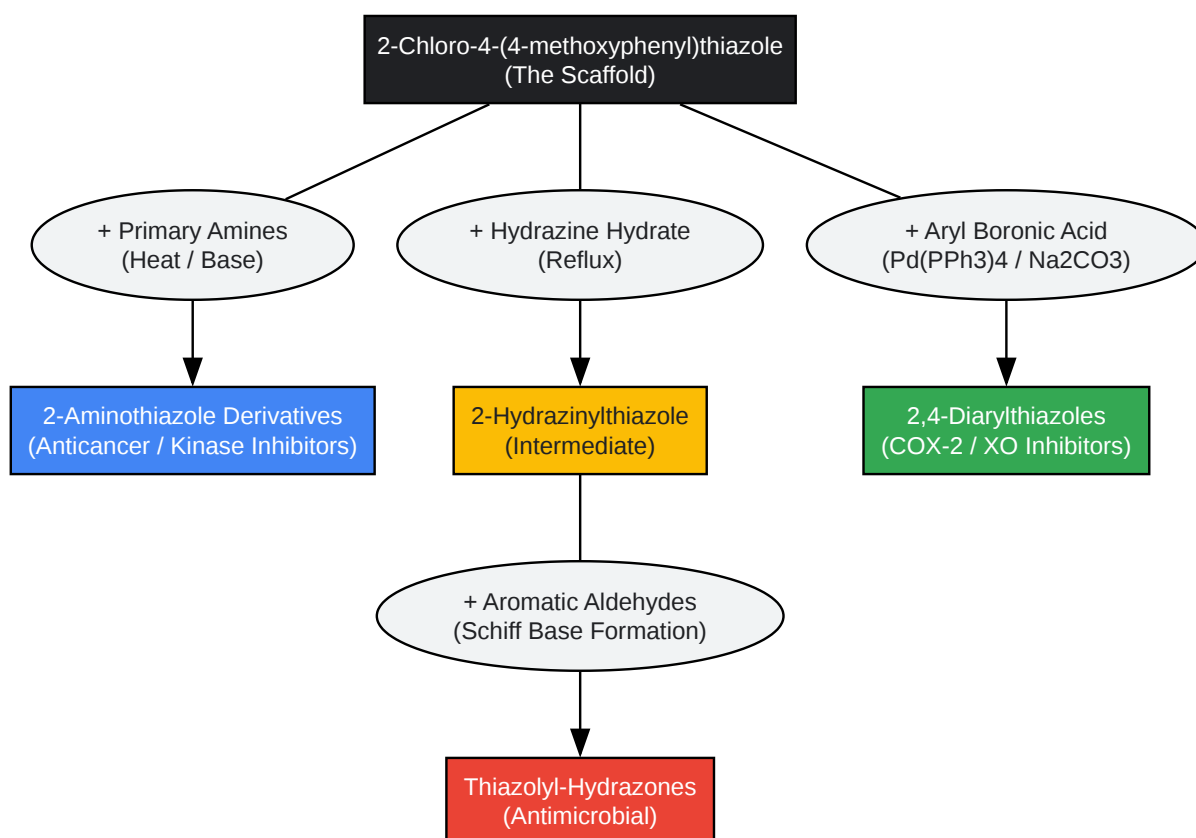 2-Chloro-4-(4-methoxyphenyl)thiazole
(The Scaffold)
+ Primary Amines
(Heat / Base)
+ Hydrazine Hydrate
(Reflux)
+ Aryl Boronic Acid
(Pd(PPh3)4 / Na2CO3)
2-Aminothiazole Derivatives
(Anticancer / Kinase Inhibitors)
2-Hydrazinylthiazole
(Intermediate)
2,4-Diarylthiazoles
(COX-2 / XO Inhibitors)
+ Aromatic Aldehydes
(Schiff Base Formation)
Thiazolyl-Hydrazones
(Antimicrobial)